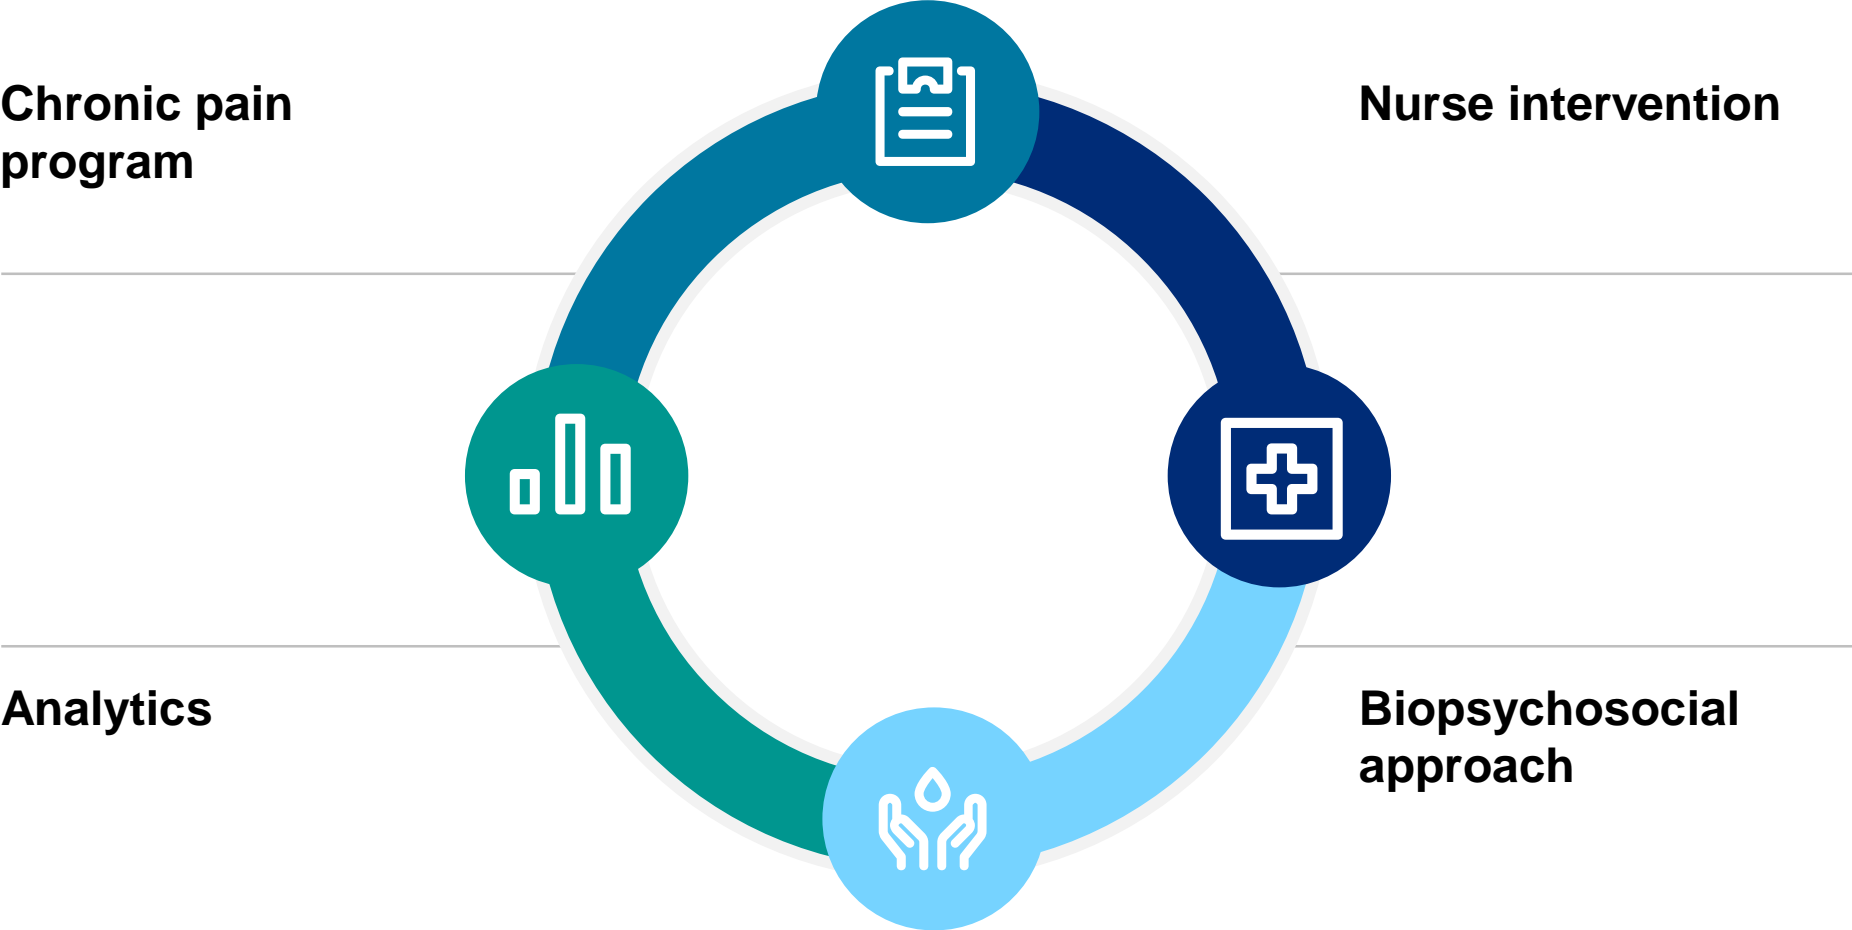 Chronic pain
program
Nurse intervention
Analytics
Biopsychosocial
approach